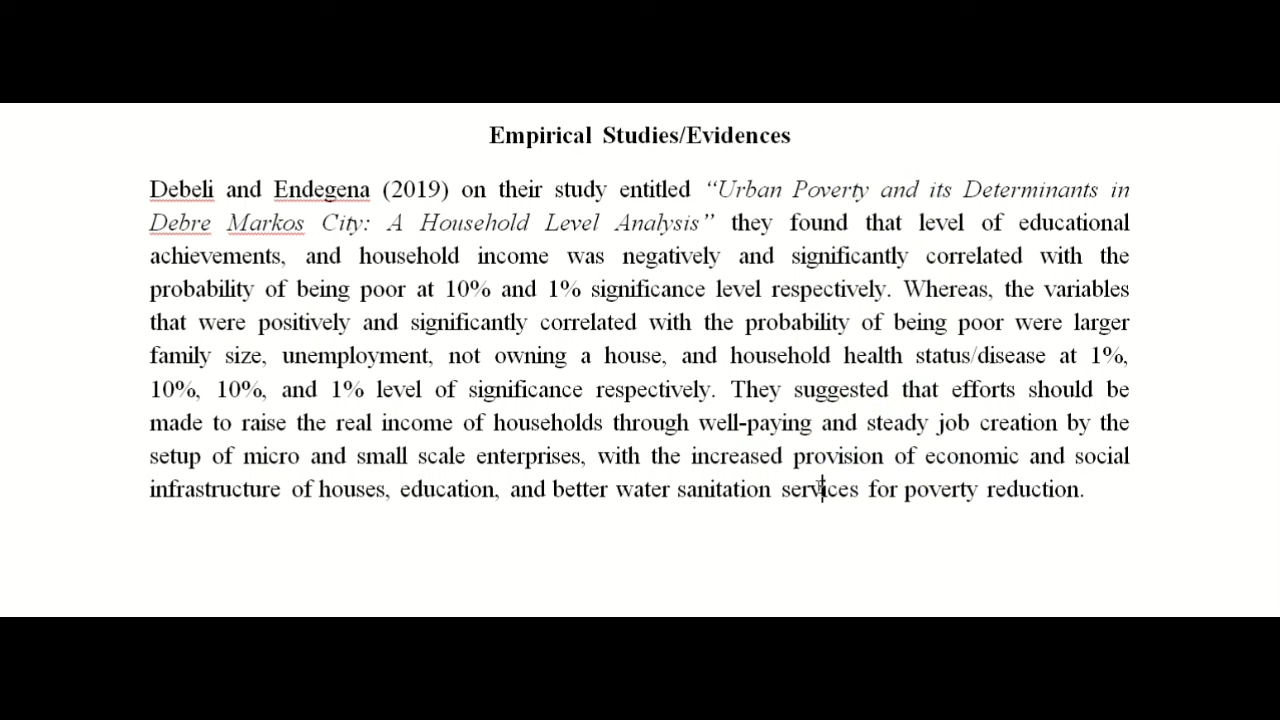 Empirical Studies/Evidences
Debeli and Endegena (2019) on their study entitled “Urban Poverty and its Determinants in
Debre Markos City: A Household Level Analysis” they found that level of educational
achievements, and household income was negatively and significantly correlated with the
probability of being poor at 10% and 1% significance level respectively. Whereas, the variables
that were positively and significantly correlated with the probability of being poor were larger
family size, unemployment, not owning a house, and household health status/disease at 1%,
10%, 10%, and 1% level of significance respectively. They suggested that efforts should be
made to raise the real income of households through well-paying and steady job creation by the
setup of micro and small scale enterprises, with the increased provision of economic and social
infrastructure of houses, education, and better water sanitation services for poverty reduction.